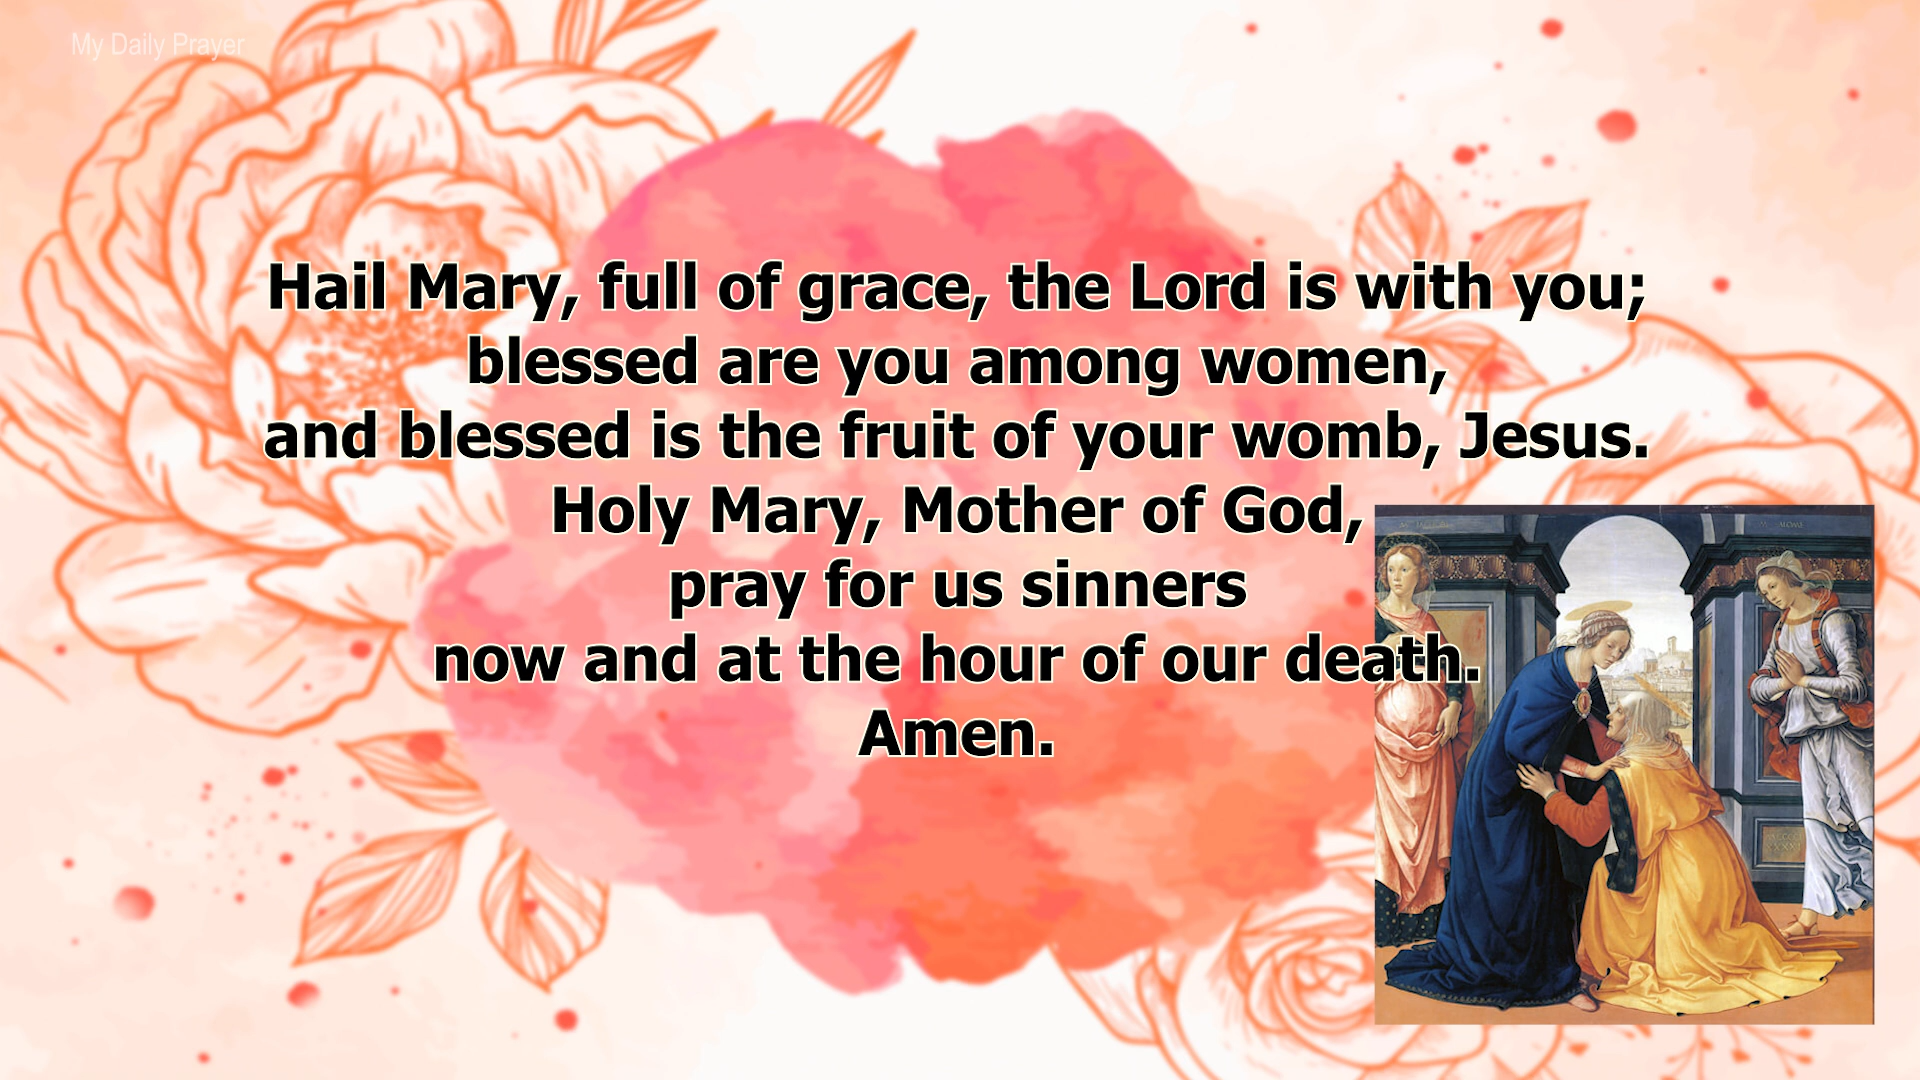 My Daily Prayer
Hail Mary, full of grace, the Lord is with you;
blessed are you among women,
and blessed is the fruit of your womb, Jesus.
Holy Mary, Mother of God,
pray for us sinners
now and at the hour of our death.
Amen.